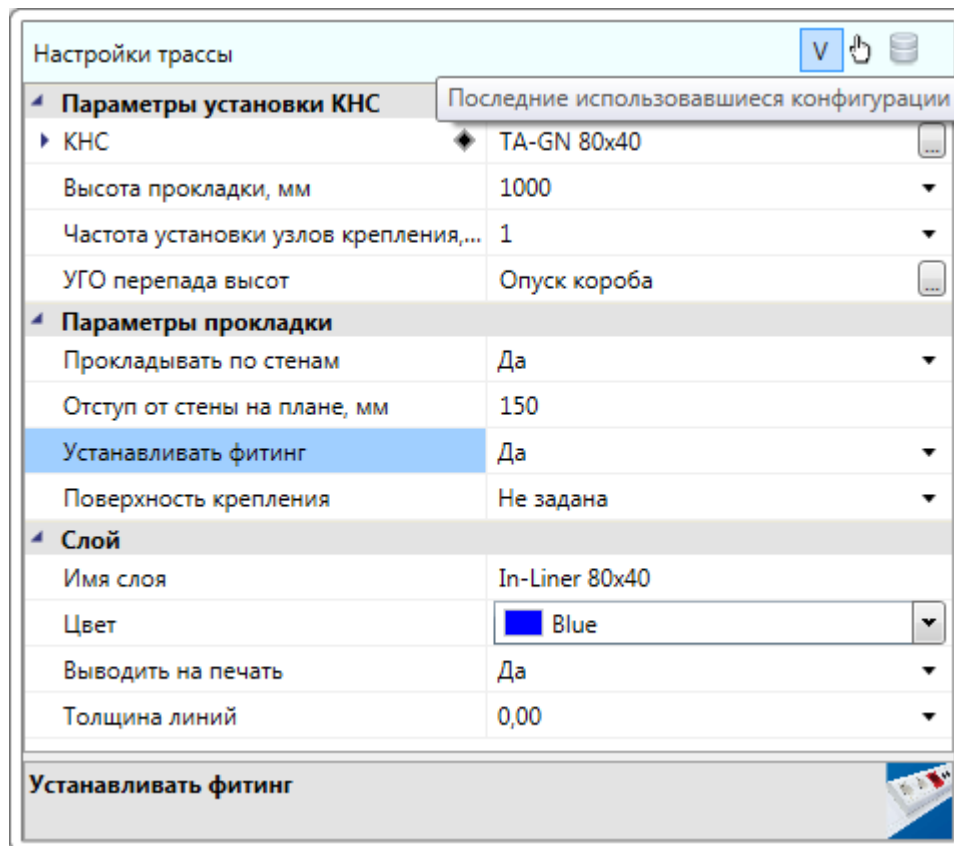 Настройки трассы V
Последние использовавшиеся конфигурации
Параметры установки КНС
КНС TA-GN 80x40 ...
Высота прокладки, мм 1000
Частота установки узлов крепления,... 1
УГО перепада высот Опуск короба ...
Параметры прокладки
Прокладывать по стенам Да
Отступ от стены на плане, мм 150
Устанавливать фитинг Да
Поверхность крепления Не задана
Слой
Имя слоя In-Liner 80x40
Цвет Blue
Выводить на печать Да
Толщина линий 0,00
Устанавливать фитинг